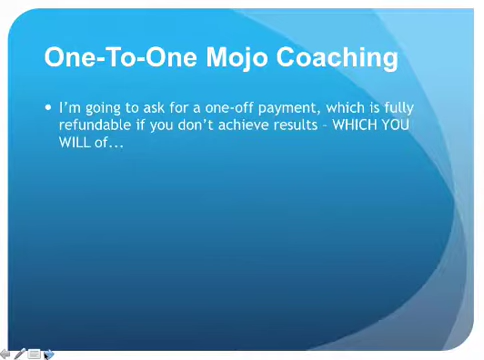 One-To-One Mojo Coaching
• I’m going to ask for a one-off payment, which is fully
refundable if you don’t achieve results – WHICH YOU
WILL of...